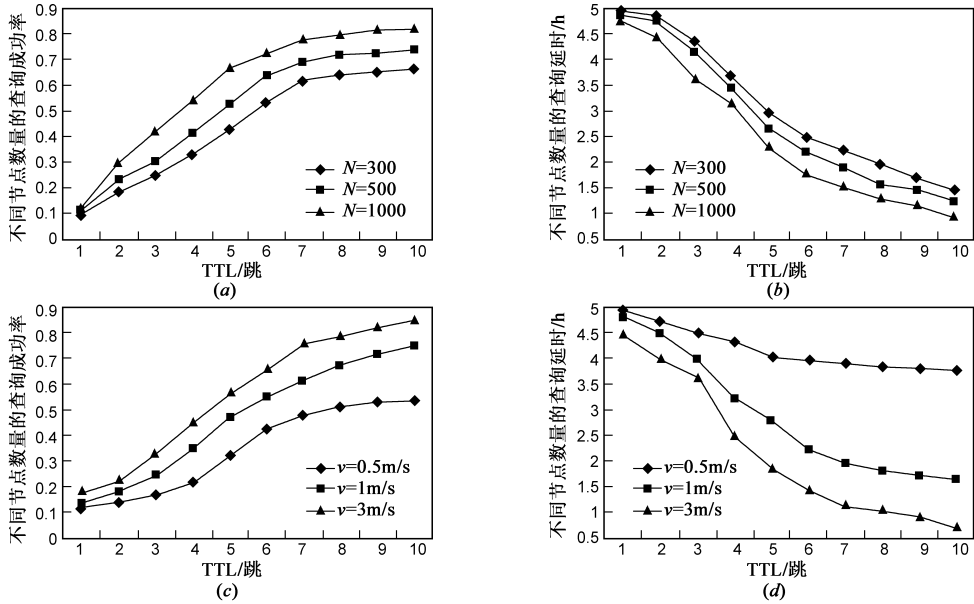 不同节点数量的查询成功率
0.9
0.8
0.7
0.6
0.5
0.4
0.3
0.2
0.1
0
N=300
N=500
N=1000
1 2 3 4 5 6 7 8 9 10
TTL/跳
(a)
不同节点数量的查询延时/h
5
4.5
4
3.5
3
2.5
2
1.5
1
0.5
N=300
N=500
N=1000
1 2 3 4 5 6 7 8 9 10
TTL/跳
(b)
不同节点数量的查询成功率
0.9
0.8
0.7
0.6
0.5
0.4
0.3
0.2
0.1
0
v=0.5m/s
v=1m/s
v=3m/s
1 2 3 4 5 6 7 8 9 10
TTL/跳
(c)
不同节点数量的查询延时/h
5
4.5
4
3.5
3
2.5
2
1.5
1
0.5
v=0.5m/s
v=1m/s
v=3m/s
1 2 3 4 5 6 7 8 9 10
TTL/跳
(d)